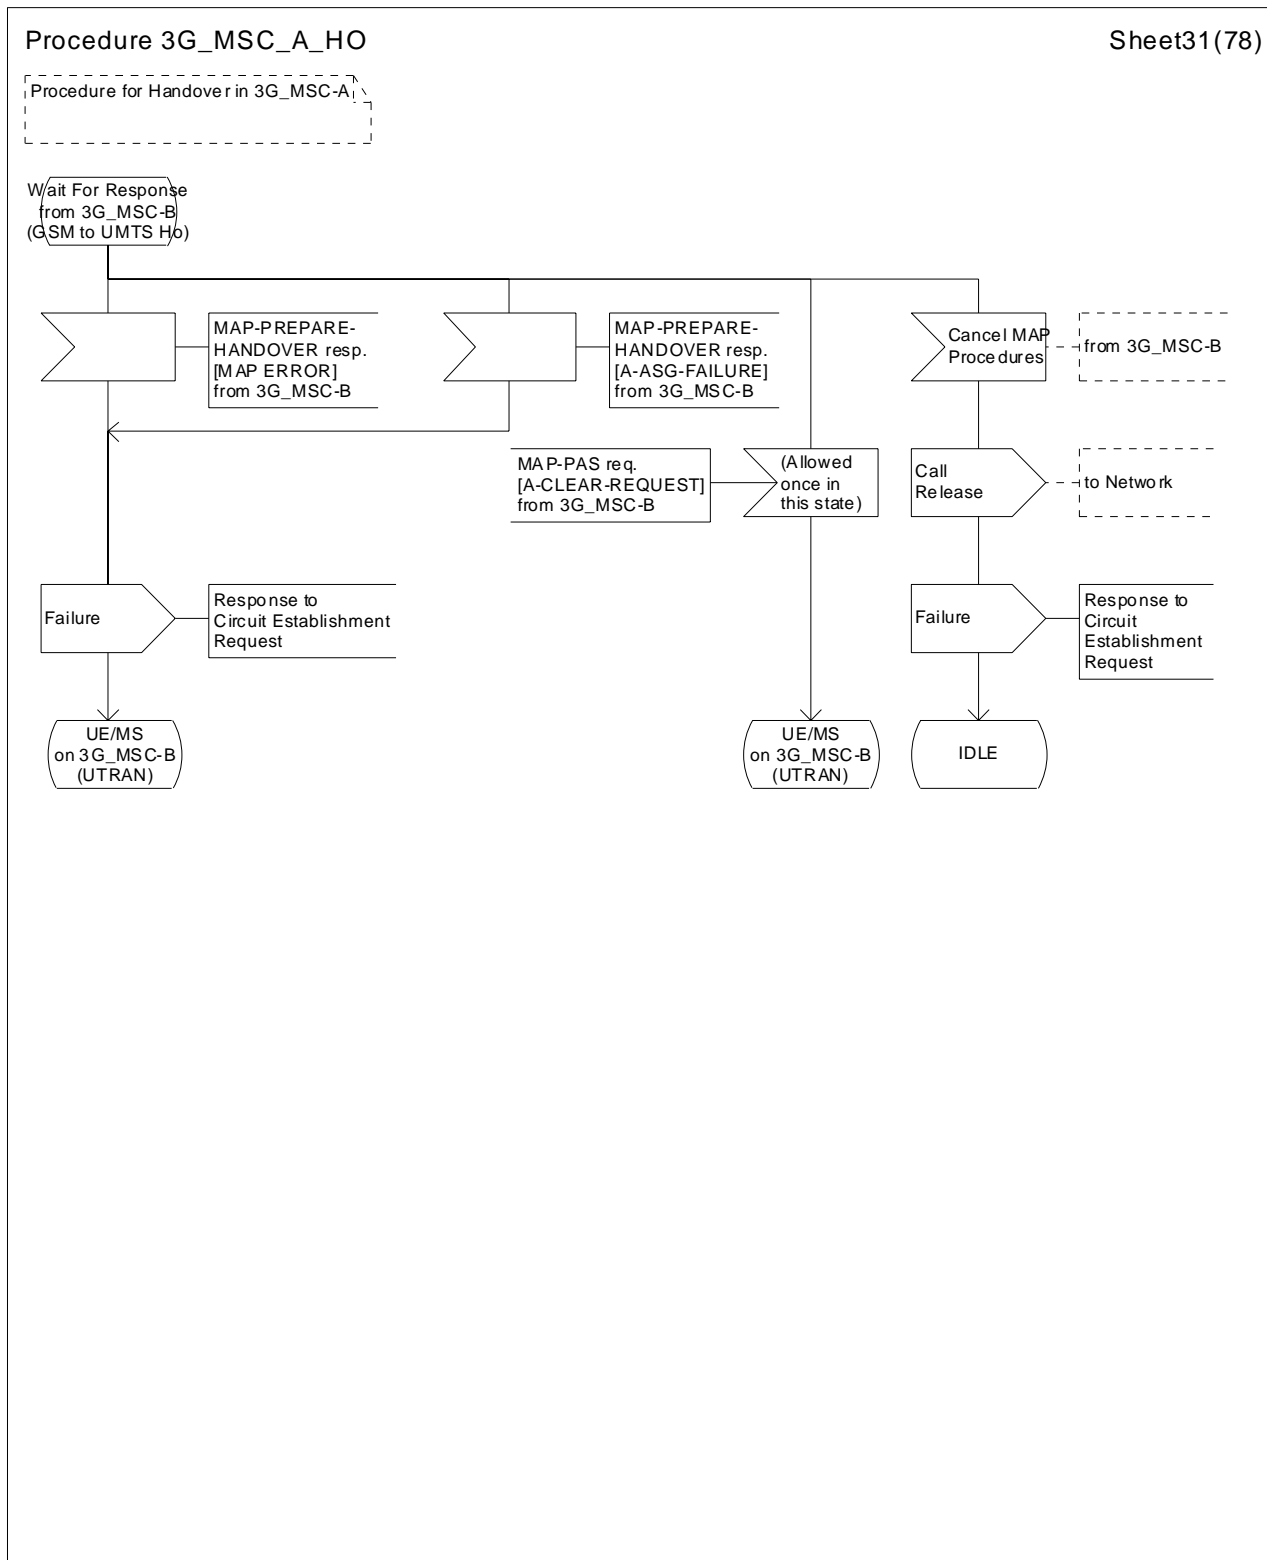 Procedure 3G_MSC_A_HO
Sheet31(78)
Procedure for Handover in 3G_MSC-A
Wait For Response
from 3G_MSC-B
(GSM to UMTS Ho)
MAP-PREPARE-
HANDOVER resp.
[MAP ERROR]
from 3G_MSC-B
MAP-PREPARE-
HANDOVER resp.
[A-ASG-FAILURE]
from 3G_MSC-B
Cancel MAP
Procedures
from 3G_MSC-B
MAP-PAS req.
[A-CLEAR-REQUEST]
from 3G_MSC-B
(Allowed
once in
this state)
Call
Release
to Network
Failure
Response to
Circuit Establishment
Request
Failure
Response to
Circuit
Establishment
Request
UE/MS
on 3G_MSC-B
(UTRAN)
UE/MS
on 3G_MSC-B
(UTRAN)
IDLE